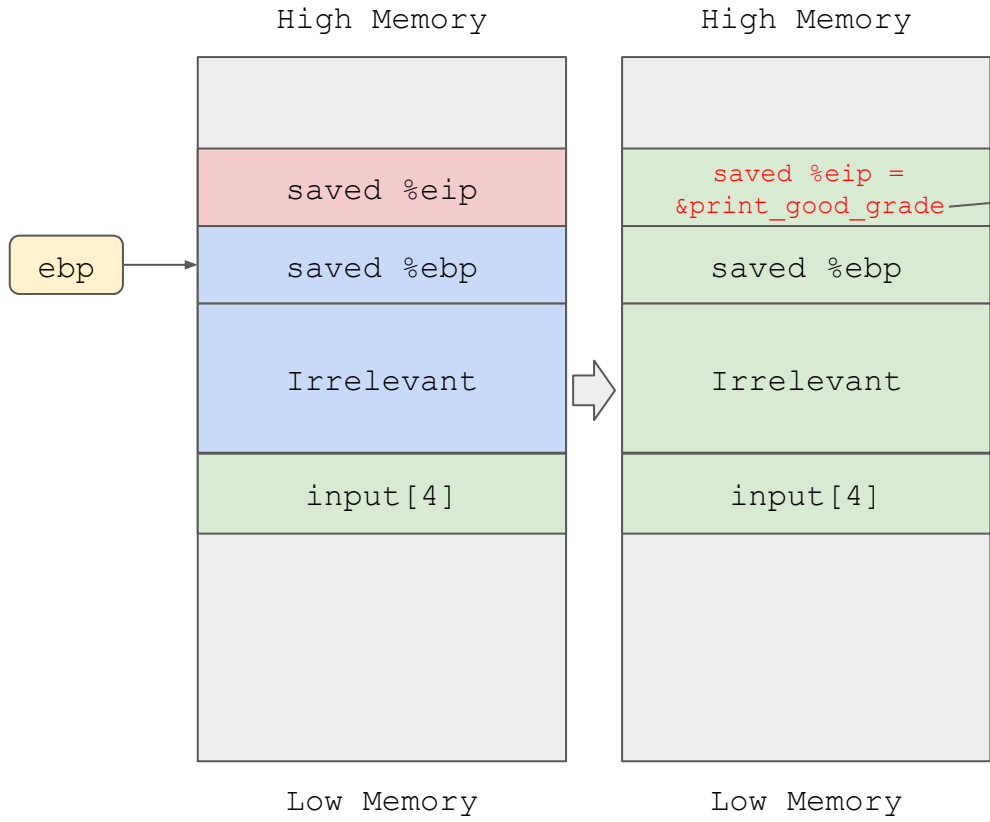 High Memory
High Memory
saved %eip
saved %eip =
&print_good_grade
ebp
saved %ebp
saved %ebp
Irrelevant
Irrelevant
input[4]
input[4]
Low Memory
Low Memory